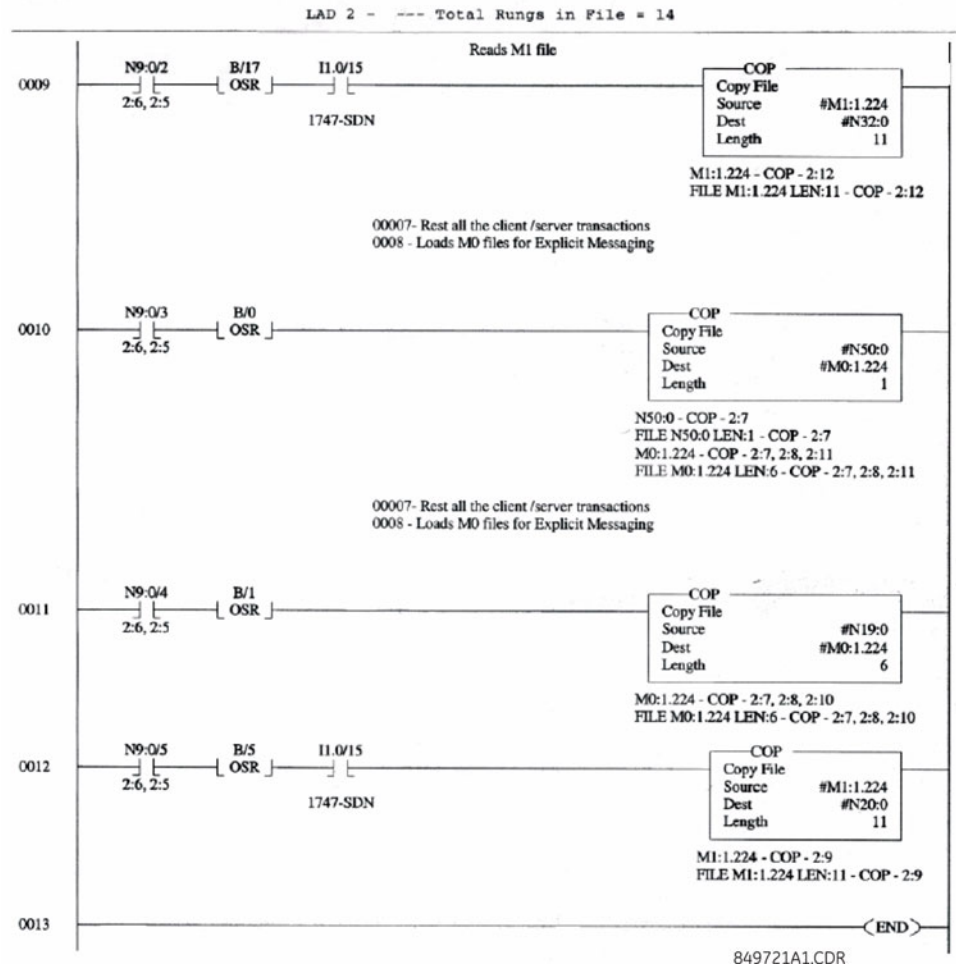 LAD 2 - --- Total Rungs in File = 14
Reads M1 file
0009
N9:0/2
B/17
I1.0/15
OSR
2:6, 2:5
1747-SDN
COP
Copy File
Source #M1:1.224
Dest #N32:0
Length 11
M1:1.224 - COP - 2:12
FILE M1:1.224 LEN:11 - COP - 2:12
00007- Rest all the client /server transactions
0008 - Loads M0 files for Explicit Messaging
0010
N9:0/3
B/0
OSR
2:6, 2:5
COP
Copy File
Source #N50:0
Dest #M0:1.224
Length 1
N50:0 - COP - 2:7
FILE N50:0 LEN:1 - COP - 2:7
M0:1.224 - COP - 2:7, 2:8, 2:11
FILE M0:1.224 LEN:6 - COP - 2:7, 2:8, 2:11
00007- Rest all the client /server transactions
0008 - Loads M0 files for Explicit Messaging
0011
N9:0/4
B/1
OSR
2:6, 2:5
COP
Copy File
Source #N19:0
Dest #M0:1.224
Length 6
M0:1.224 - COP - 2:7, 2:8, 2:10
FILE M0:1.224 LEN:6 - COP - 2:7, 2:8, 2:10
0012
N9:0/5
B/5
I1.0/15
OSR
2:6, 2:5
1747-SDN
COP
Copy File
Source #M1:1.224
Dest #N20:0
Length 11
M1:1.224 - COP - 2:9
FILE M1:1.224 LEN:11 - COP - 2:9
0013
END
849721A1.CDR